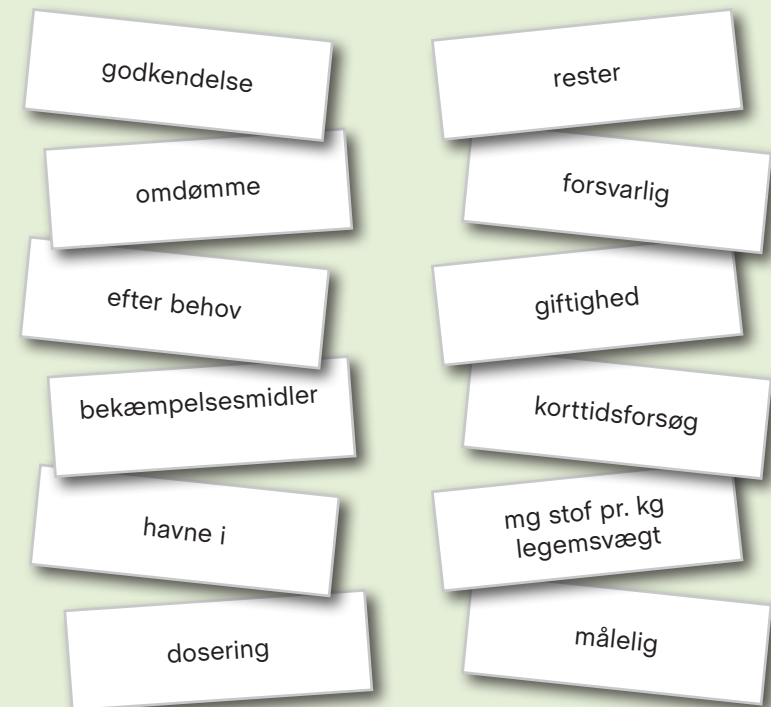 godkendelse
omdømme
efter behov
bekæmpelsesmidler
havne i
dosering
rester
forsvarlig
giftighed
korttidsforsøg
mg stof pr. kg
legemsvægt
målelig